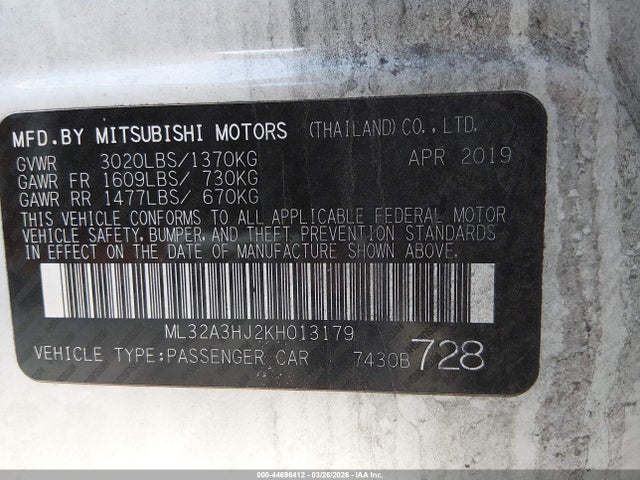 MFD.BY MITSUBISHI MOTORS (THAILAND)CO.,LTD.
GVWR 3020LBS/1370KG APR 2019
GAWR FR 1609LBS/ 730KG
GAWR RR 1477LBS/ 670KG
THIS VEHICLE CONFORMS TO ALL APPLICABLE FEDERAL MOTOR
VEHICLE SAFETY, BUMPER, AND THEFT PREVENTION STANDARDS
IN EFFECT ON THE DATE OF MANUFACTURE SHOWN ABOVE.
ML32A3HJ2KH013179
VEHICLE TYPE:PASSENGER CAR 7430B 728
000-44696412 - 03/26/2026 - IAA Inc.